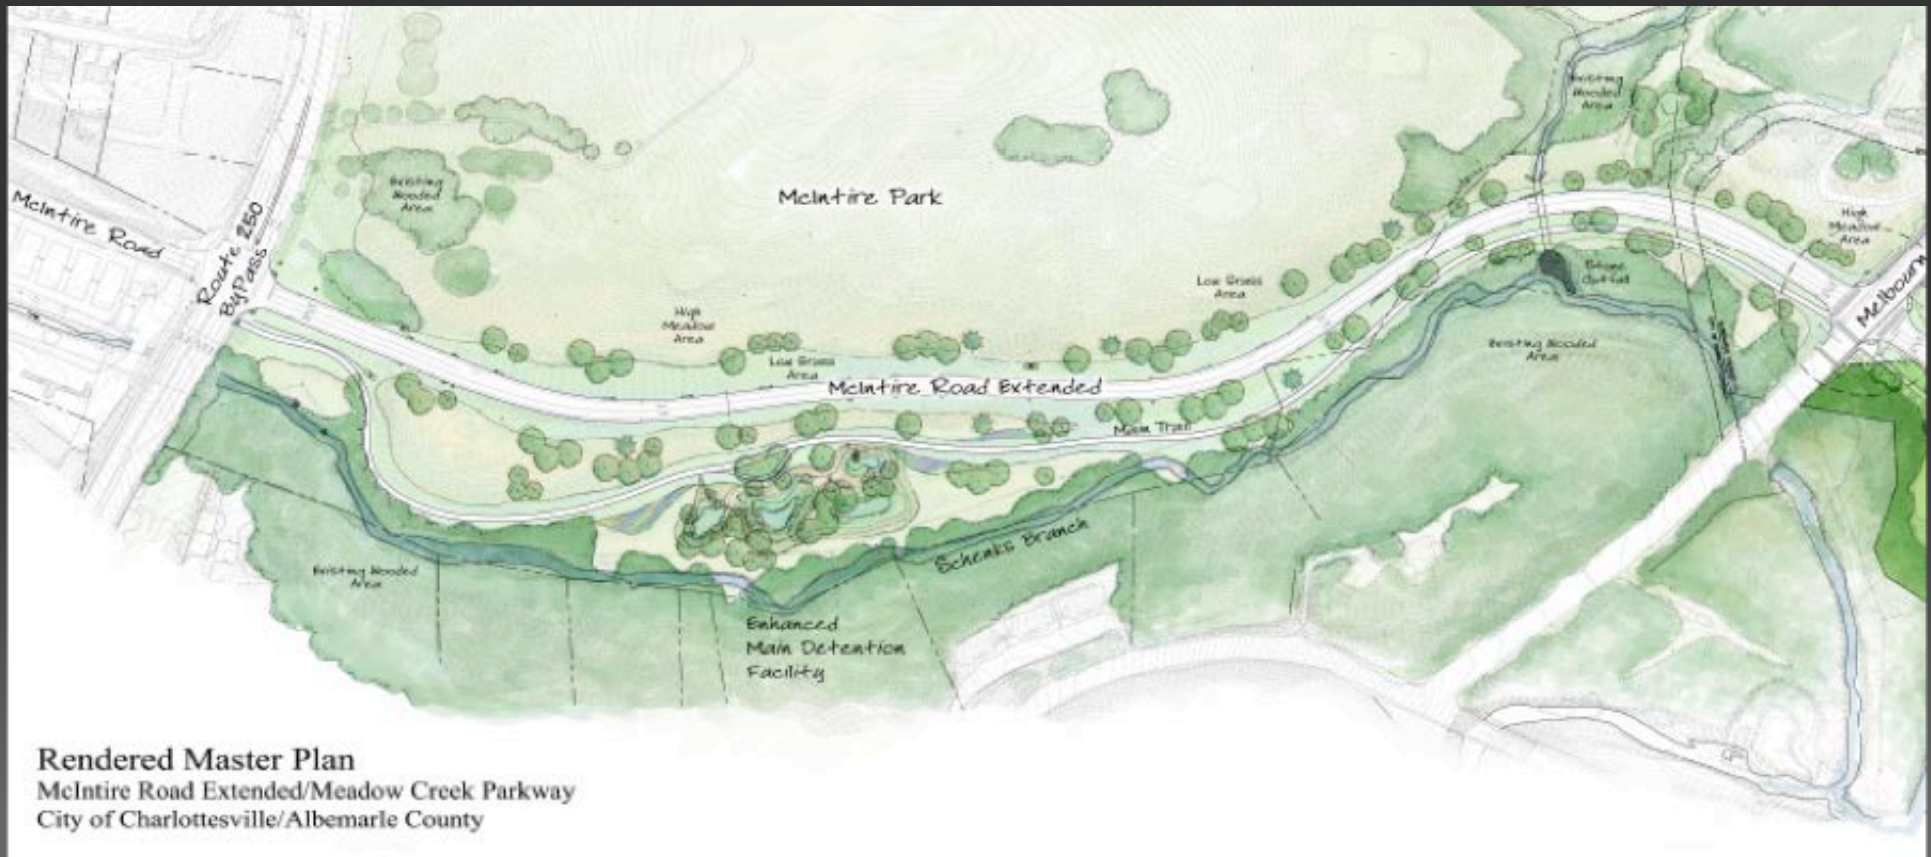 Existing
Wooded
Area
McIntire Road
Route 250
ByPass
Existing
Wooded
Area
McIntire Park
High
Meadow
Area
High
Meadow
Area
Low Grass
Area
Low Grass
Area
McIntire Road Extended
Main Trail
Stone
Outfall
Existing Wooded
Area
Melbourn
Existing Wooded
Area
Schenks Branch
Enhanced
Main Detention
Facility
Rendered Master Plan
McIntire Road Extended/Meadow Creek Parkway
City of Charlottesville/Albemarle County